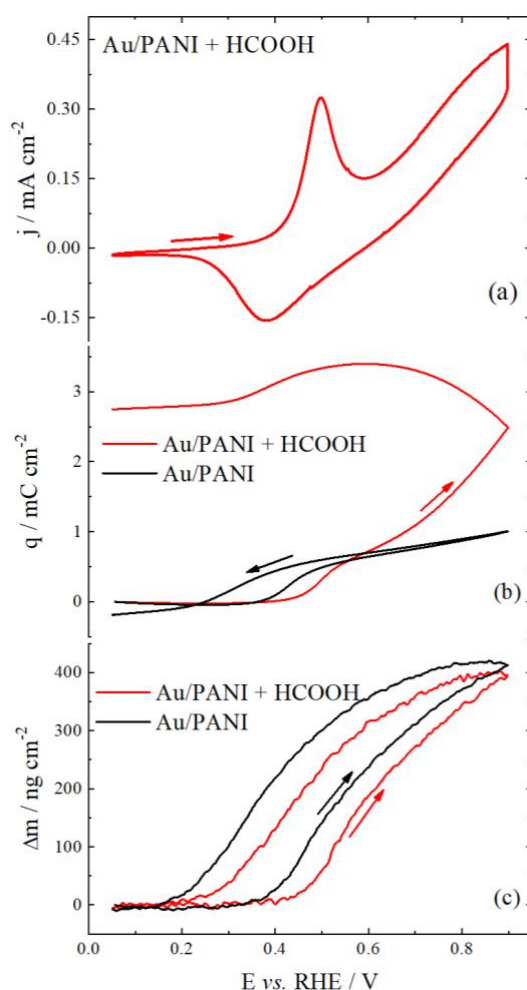 Au/PANI + HCOOH
j / mA cm⁻²
0.45
0.30
0.15
0.00
-0.15
(a)
q / mC cm⁻²
3
2
1
0
Au/PANI + HCOOH
Au/PANI
(b)
Δm / ng cm⁻²
400
300
200
100
0
Au/PANI + HCOOH
Au/PANI
(c)
0.0 0.2 0.4 0.6 0.8
E vs. RHE / V